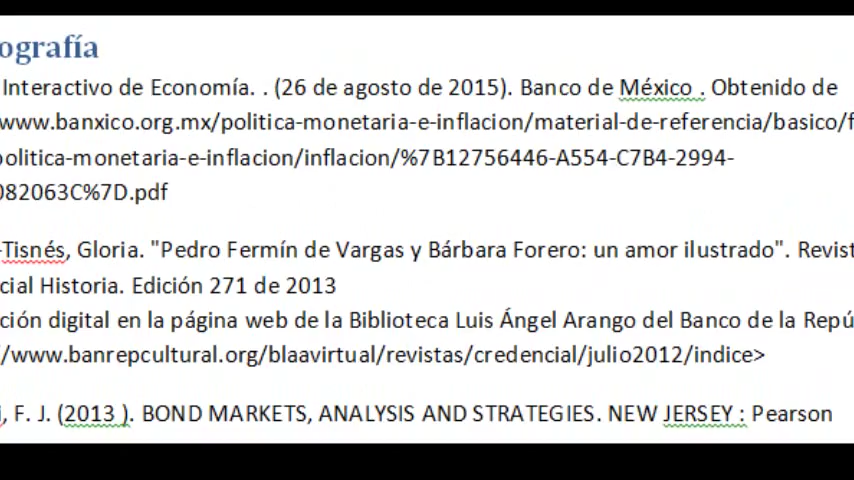 ografía
Interactivo de Economía. . (26 de agosto de 2015). Banco de México . Obtenido de
www.banxico.org.mx/politica-monetaria-e-inflacion/material-de-referencia/basico/f
politica-monetaria-e-inflacion/inflacion/%7B12756446-A554-C7B4-2994-
082063C%7D.pdf
-Tisnés, Gloria. "Pedro Fermín de Vargas y Bárbara Forero: un amor ilustrado". Revist
cial Historia. Edición 271 de 2013
ción digital en la página web de la Biblioteca Luis Ángel Arango del Banco de la Repú
/www.banrepcultural.org/blaavirtual/revistas/credencial/julio2012/indice>
, F. J. (2013 ). BOND MARKETS, ANALYSIS AND STRATEGIES. NEW JERSEY : Pearson